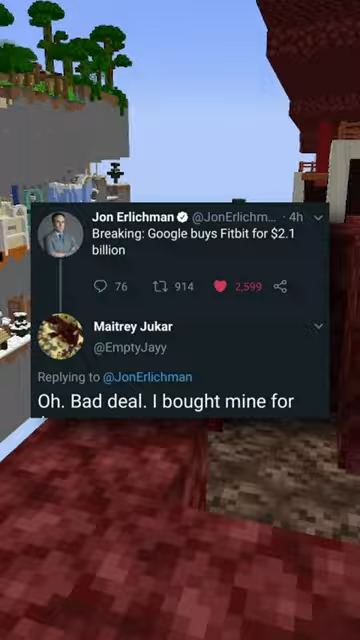 Jon Erlichman @JonErlichm... · 4h
Breaking: Google buys Fitbit for $2.1
billion
76 914 2,599
Maitrey Jukar
@EmptyJayy
Replying to @JonErlichman
Oh. Bad deal. I bought mine for